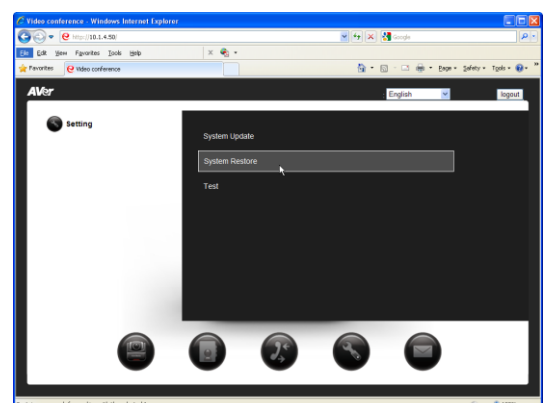 Video conference - Windows Internet Explorer
http://10.1.4.50/
Google
File Edit View Favorites Tools Help
Favorites Video conference
Page Safety Tools
AVer
English
logout
Setting
System Update
System Restore
Test